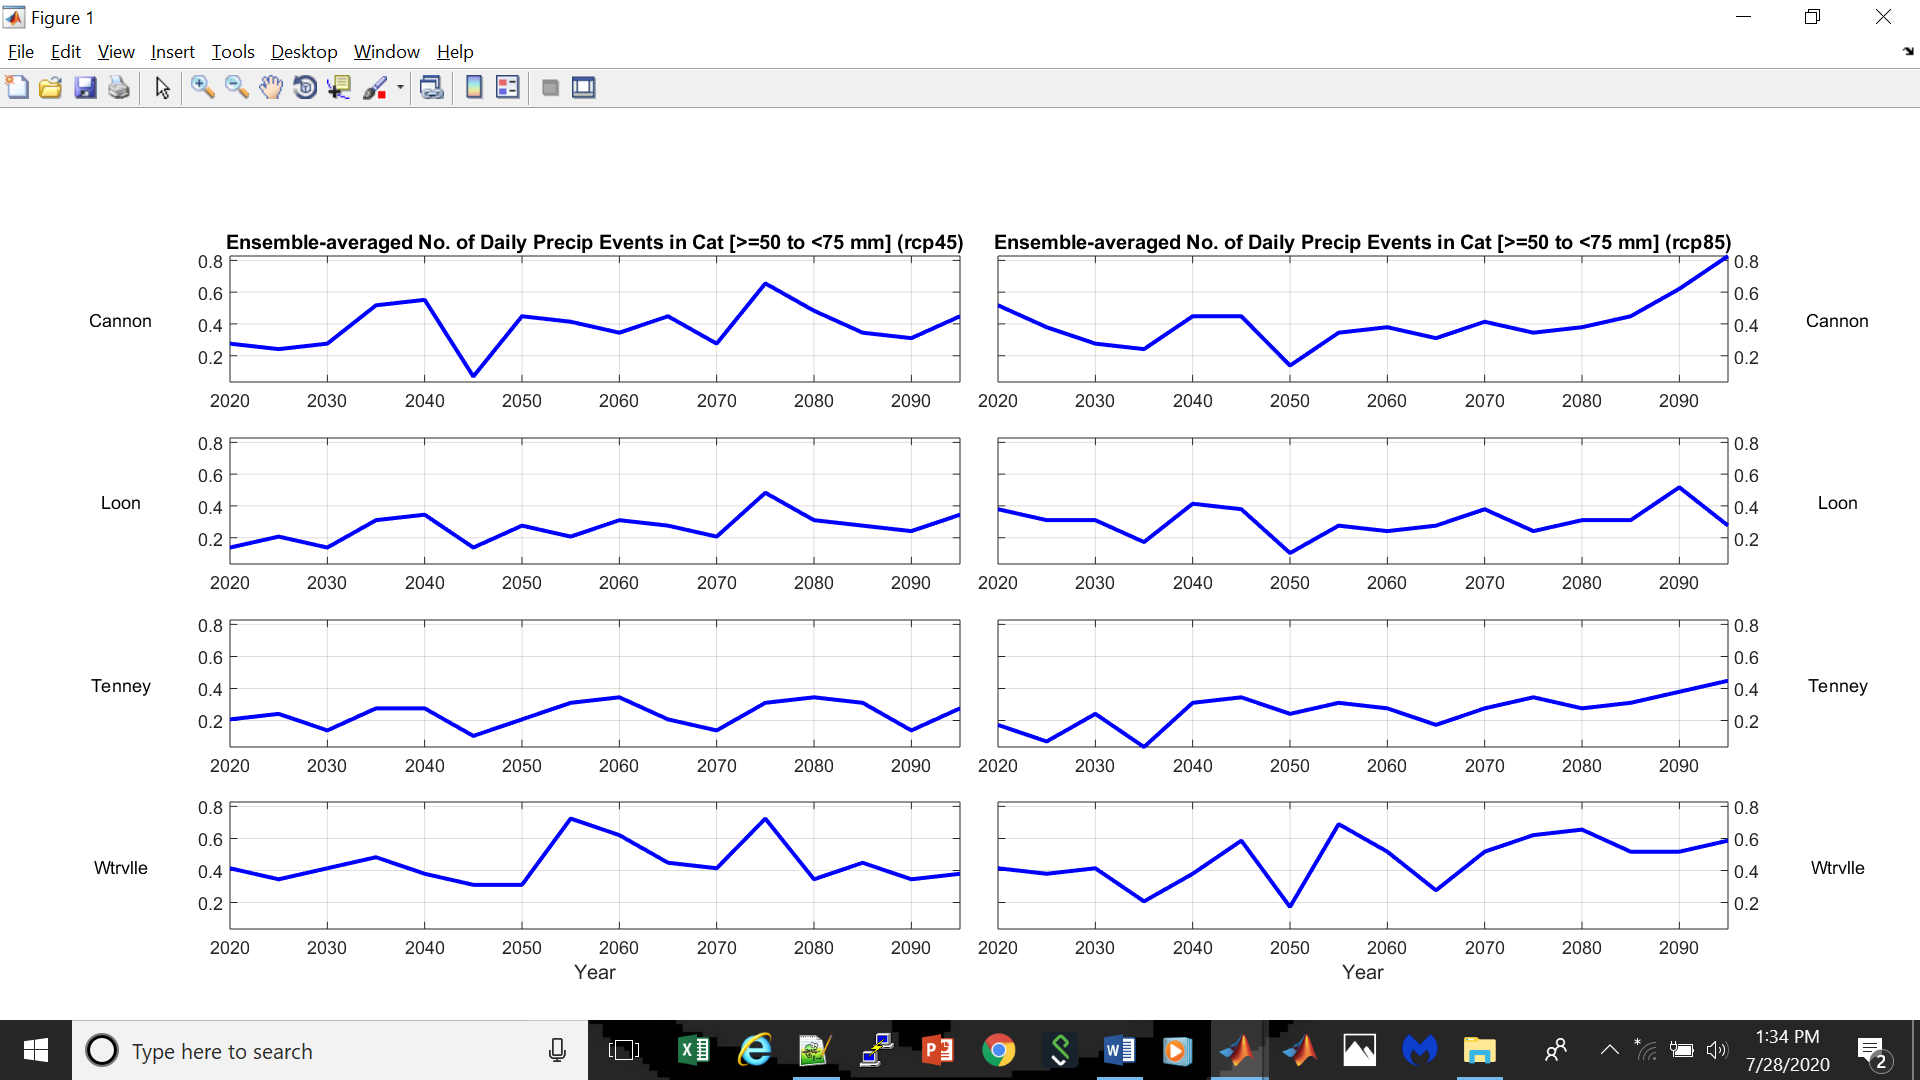 Figure 1
File Edit View Insert Tools Desktop Window Help
Ensemble-averaged No. of Daily Precip Events in Cat [>=50 to <75 mm] (rcp45)
Ensemble-averaged No. of Daily Precip Events in Cat [>=50 to <75 mm] (rcp85)
Cannon
0.8
0.6
0.4
0.2
2020 2030 2040 2050 2060 2070 2080 2090
0.8
0.6
0.4
0.2
2020 2030 2040 2050 2060 2070 2080 2090
Cannon
Loon
0.8
0.6
0.4
0.2
2020 2030 2040 2050 2060 2070 2080 2090
0.8
0.6
0.4
0.2
2020 2030 2040 2050 2060 2070 2080 2090
Loon
Tenney
0.8
0.6
0.4
0.2
2020 2030 2040 2050 2060 2070 2080 2090
0.8
0.6
0.4
0.2
2020 2030 2040 2050 2060 2070 2080 2090
Tenney
Wtrvlle
0.8
0.6
0.4
0.2
2020 2030 2040 2050 2060 2070 2080 2090
Year
0.8
0.6
0.4
0.2
2020 2030 2040 2050 2060 2070 2080 2090
Year
Wtrvlle
Type here to search
1:34 PM
7/28/2020
2